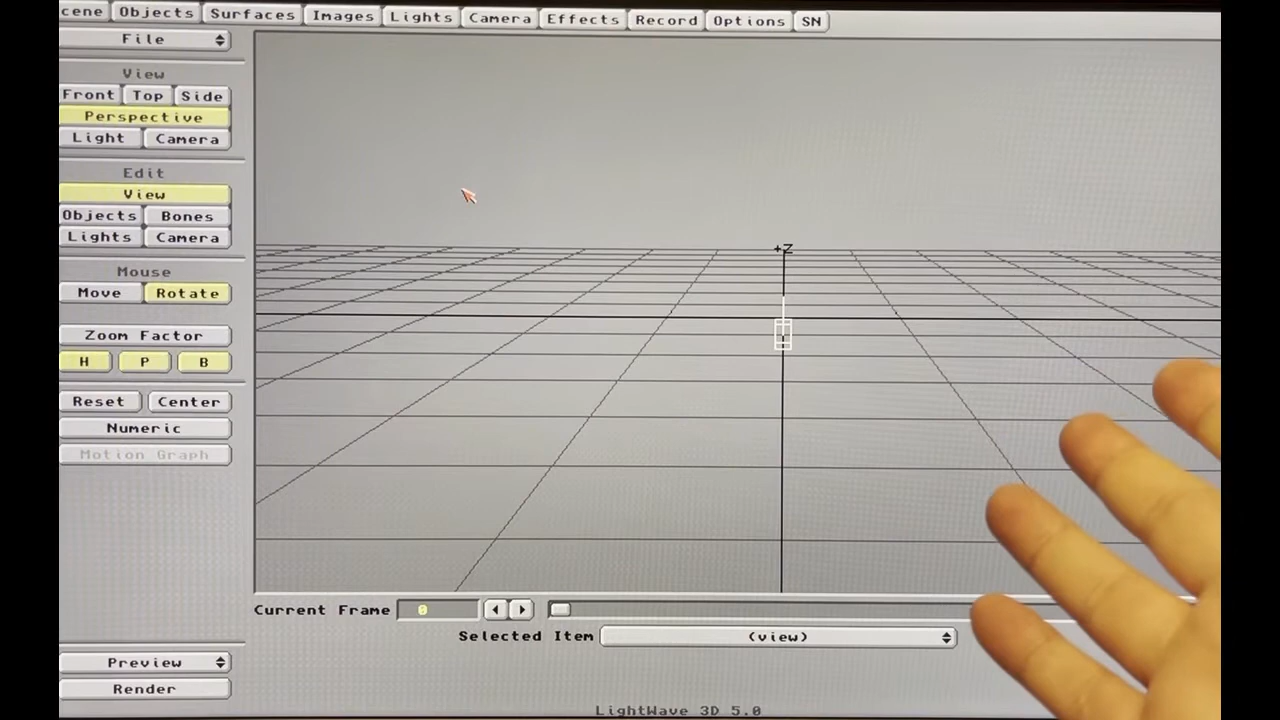 cene Objects Surfaces Images Lights Camera Effects Record Options SN
File
View
Front Top Side
Perspective
Light Camera
Edit
View
Objects Bones
Lights Camera
Mouse
Move Rotate
Zoom Factor
H P B
Reset Center
Numeric
Motion Graph
+Z
Current Frame 0
Selected Item (view)
Preview
Render
LightWave 3D 5.0